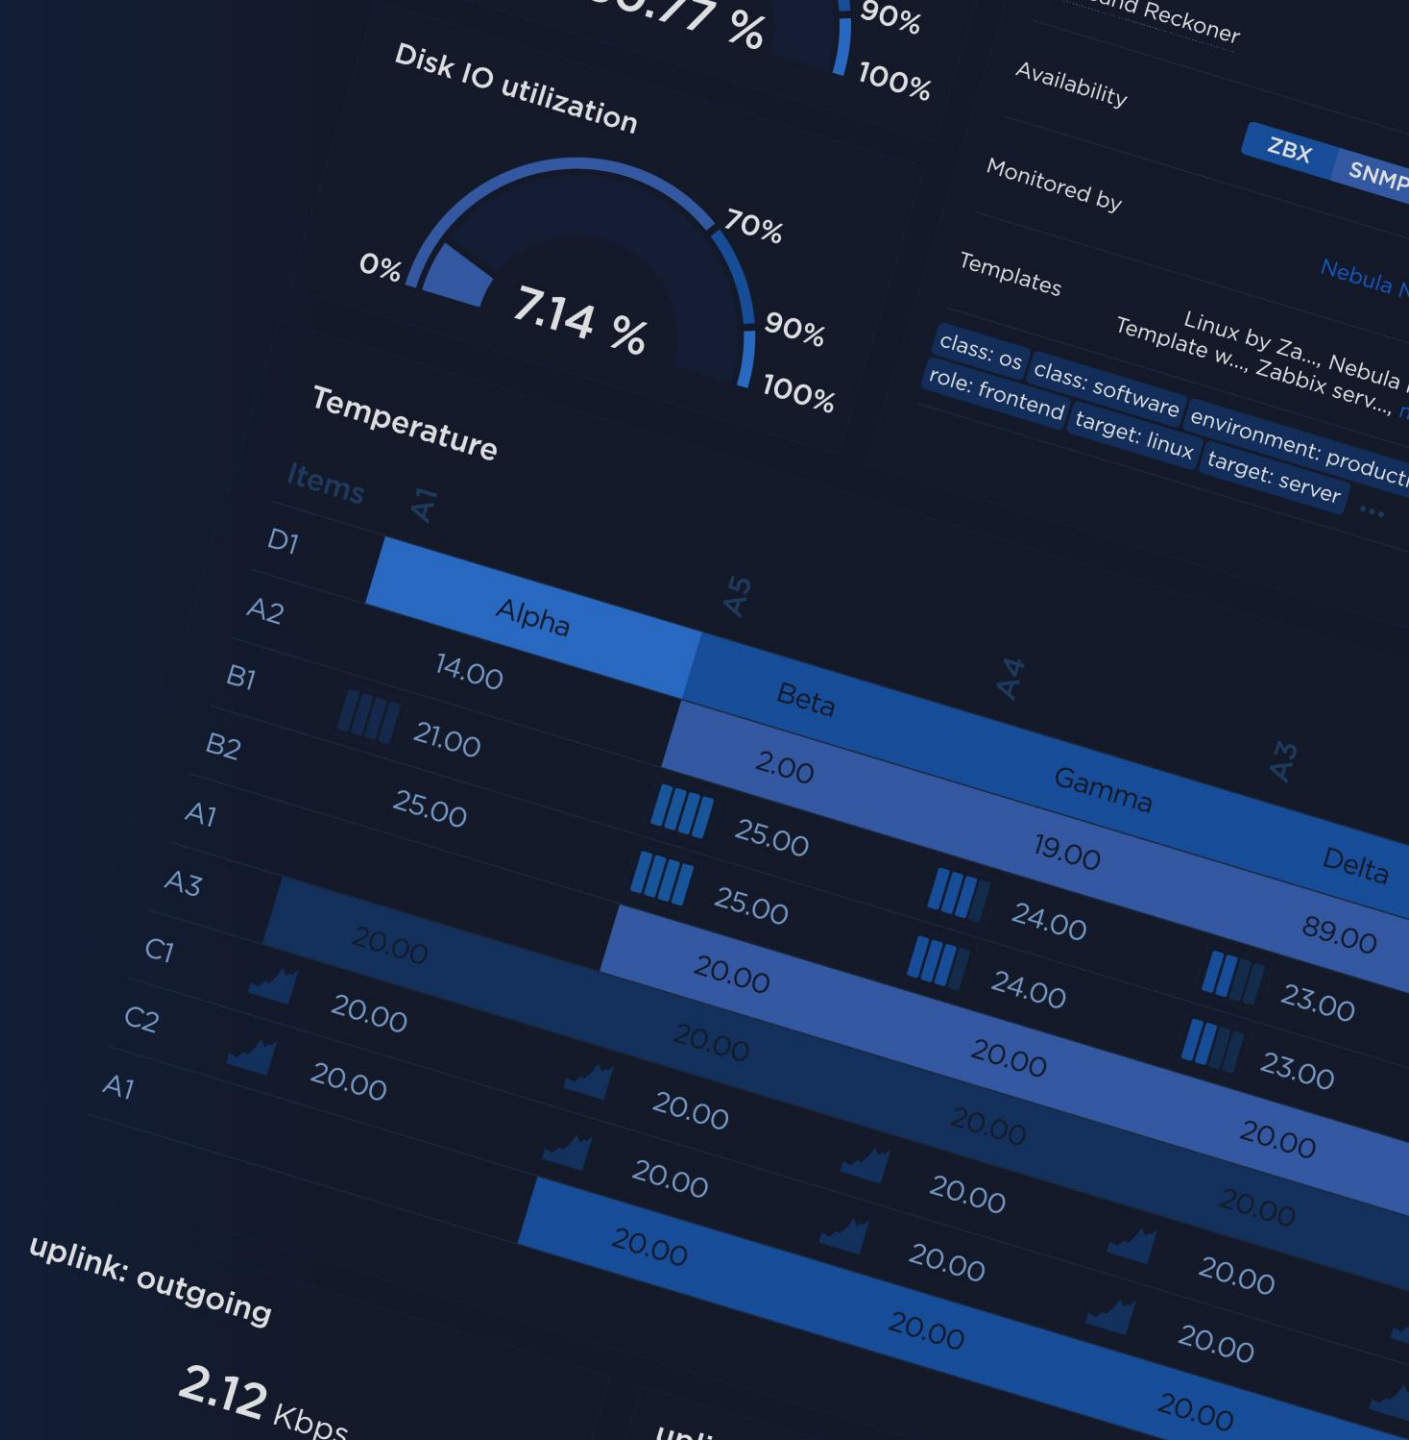 90%
100%
Disk IO utilization
0%
70%
90%
100%
7.14 %
Reckoner
Availability
ZBX SNMP
Monitored by
Nebula
Templates
Linux by Za..., Nebula
Template w..., Zabbix serv...,
class: os class: software environment:
role: frontend target: linux target: server ...
Temperature
Items A1 A5 A4 A3
D1 Alpha Beta Gamma Delta
A2 14.00 2.00 19.00 89.00
B1 21.00 25.00 24.00 23.00
B2 25.00 25.00 24.00 23.00
A1 20.00 20.00 20.00
A3 20.00 20.00 20.00 20.00
C1 20.00 20.00 20.00 20.00
C2 20.00 20.00 20.00 20.00
A1 20.00 20.00 20.00
uplink: outgoing
2.12 Kbps